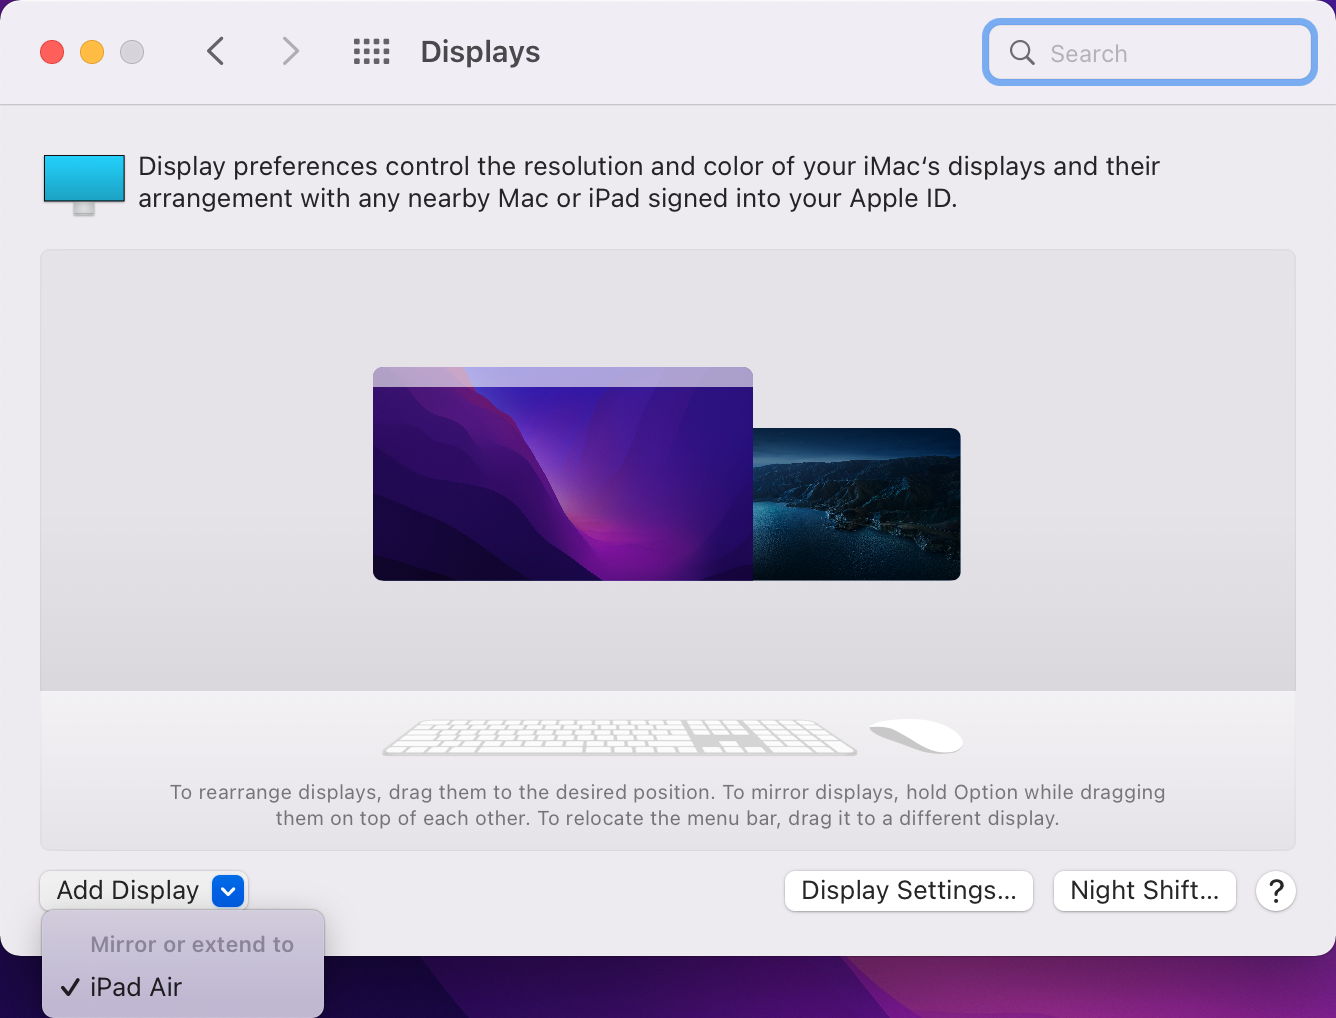 Displays
Search
Display preferences control the resolution and color of your iMac‘s displays and their
arrangement with any nearby Mac or iPad signed into your Apple ID.
To rearrange displays, drag them to the desired position. To mirror displays, hold Option while dragging
them on top of each other. To relocate the menu bar, drag it to a different display.
Add Display
Display Settings...
Night Shift...
?
Mirror or extend to
✓ iPad Air